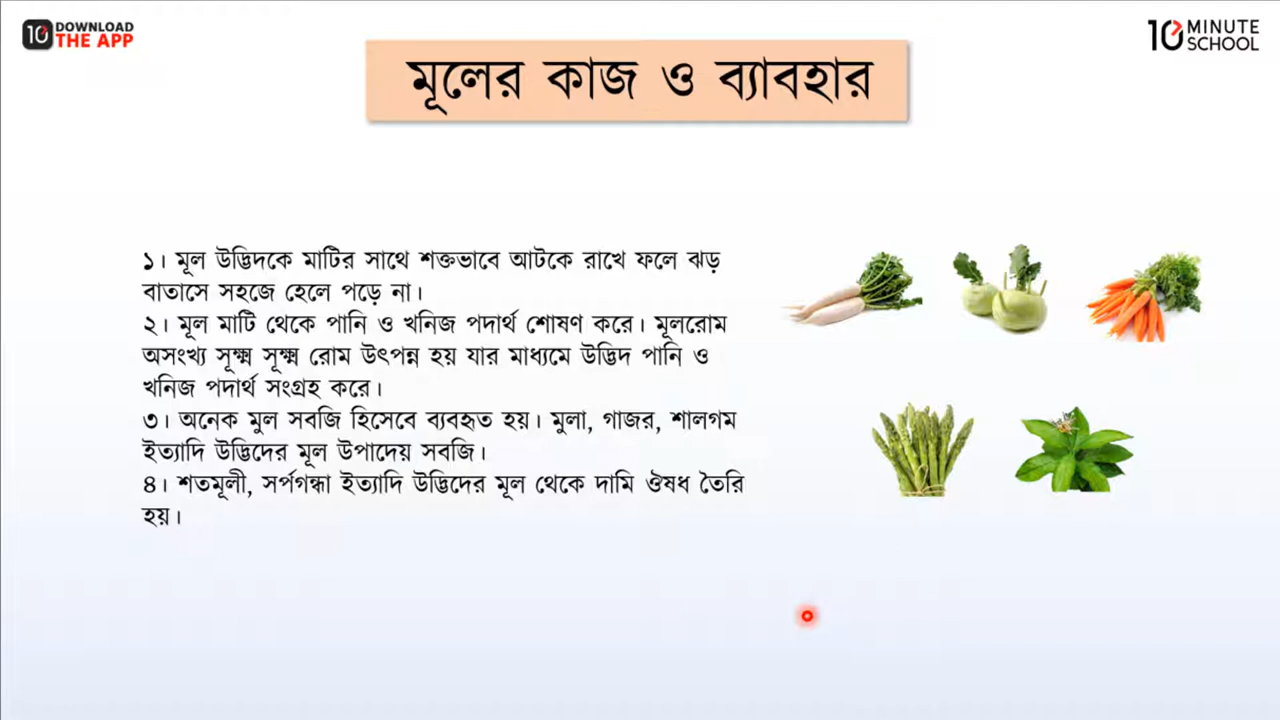 DOWNLOAD
THE APP
10 MINUTE
SCHOOL
মূলের কাজ ও ব্যাবহার
১। মূল উদ্ভিদকে মাটির সাথে শক্তভাবে আটকে রাখে ফলে ঝড়
বাতাসে সহজে হেলে পড়ে না।
২। মূল মাটি থেকে পানি ও খনিজ পদার্থ শোষণ করে। মূলরোম
অসংখ্য সূক্ষ্ম সূক্ষ্ম রোম উৎপন্ন হয় যার মাধ্যমে উদ্ভিদ পানি ও
খনিজ পদার্থ সংগ্রহ করে।
৩। অনেক মুল সবজি হিসেবে ব্যবহৃত হয়। মুলা, গাজর, শালগম
ইত্যাদি উদ্ভিদের মূল উপাদেয় সবজি।
৪। শতমূলী, সর্পগন্ধা ইত্যাদি উদ্ভিদের মূল থেকে দামি ঔষধ তৈরি
হয়।